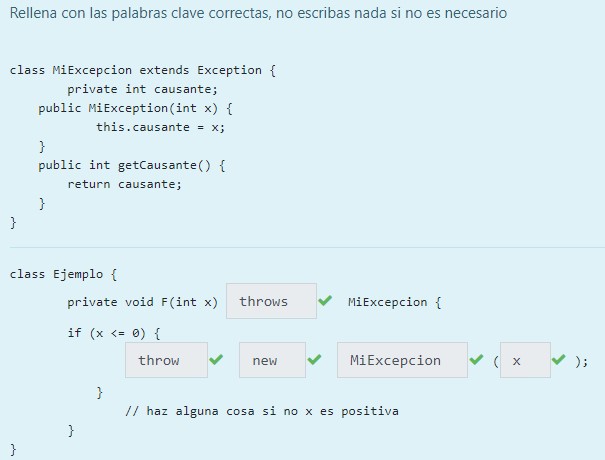 Rellena con las palabras clave correctas, no escribas nada si no es necesario
class MiExcepcion extends Exception {
private int causante;
public MiException(int x) {
this.causante = x;
}
public int getCausante() {
return causante;
}
}
class Ejemplo {
private void F(int x) throws MiExcepcion {
if (x <= 0) {
throw new MiExcepcion ( x );
}
// haz alguna cosa si no x es positiva
}
}